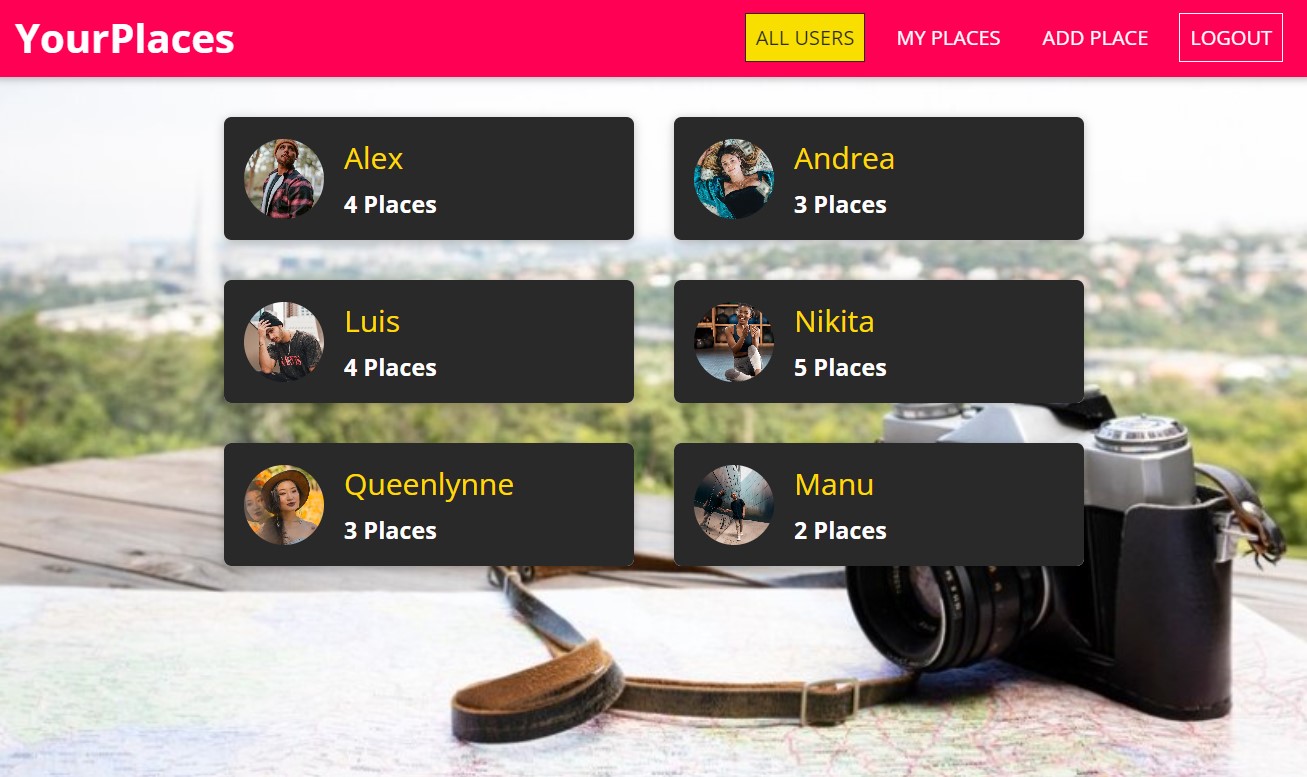 YourPlaces
ALL USERS MY PLACES ADD PLACE LOGOUT
Alex
4 Places
Andrea
3 Places
Luis
4 Places
Nikita
5 Places
Queenlynne
3 Places
Manu
2 Places